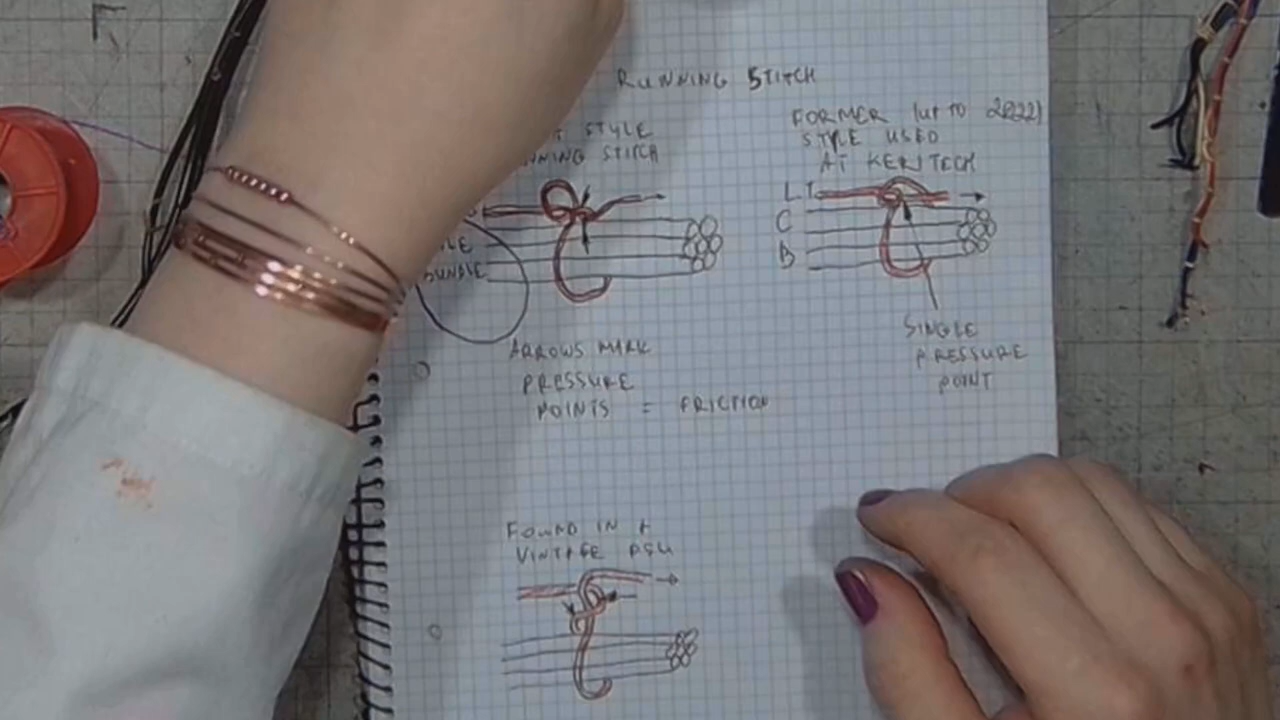 RUNNING STITCH
STYLE
STITCH
FORMER (UP TO 2022)
STYLE USED
AT KERITECH
L.T.
C
B
BUNDLE
ARROWS MARK
PRESSURE
POINTS = FRICTION
SINGLE
PRESSURE
POINT
FOUND IN A
VINTAGE PSU